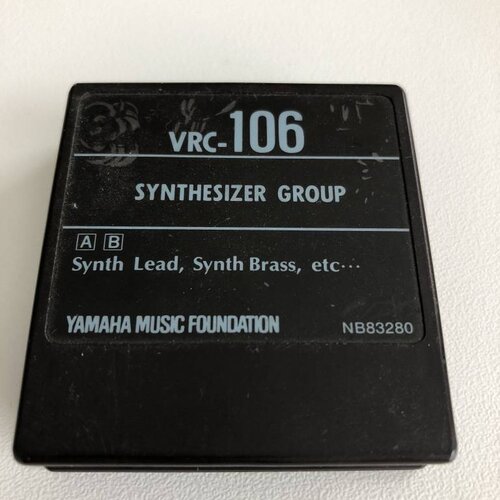 VRC-106
SYNTHESIZER GROUP
A B
Synth Lead, Synth Brass, etc…
YAMAHA MUSIC FOUNDATION NB83280